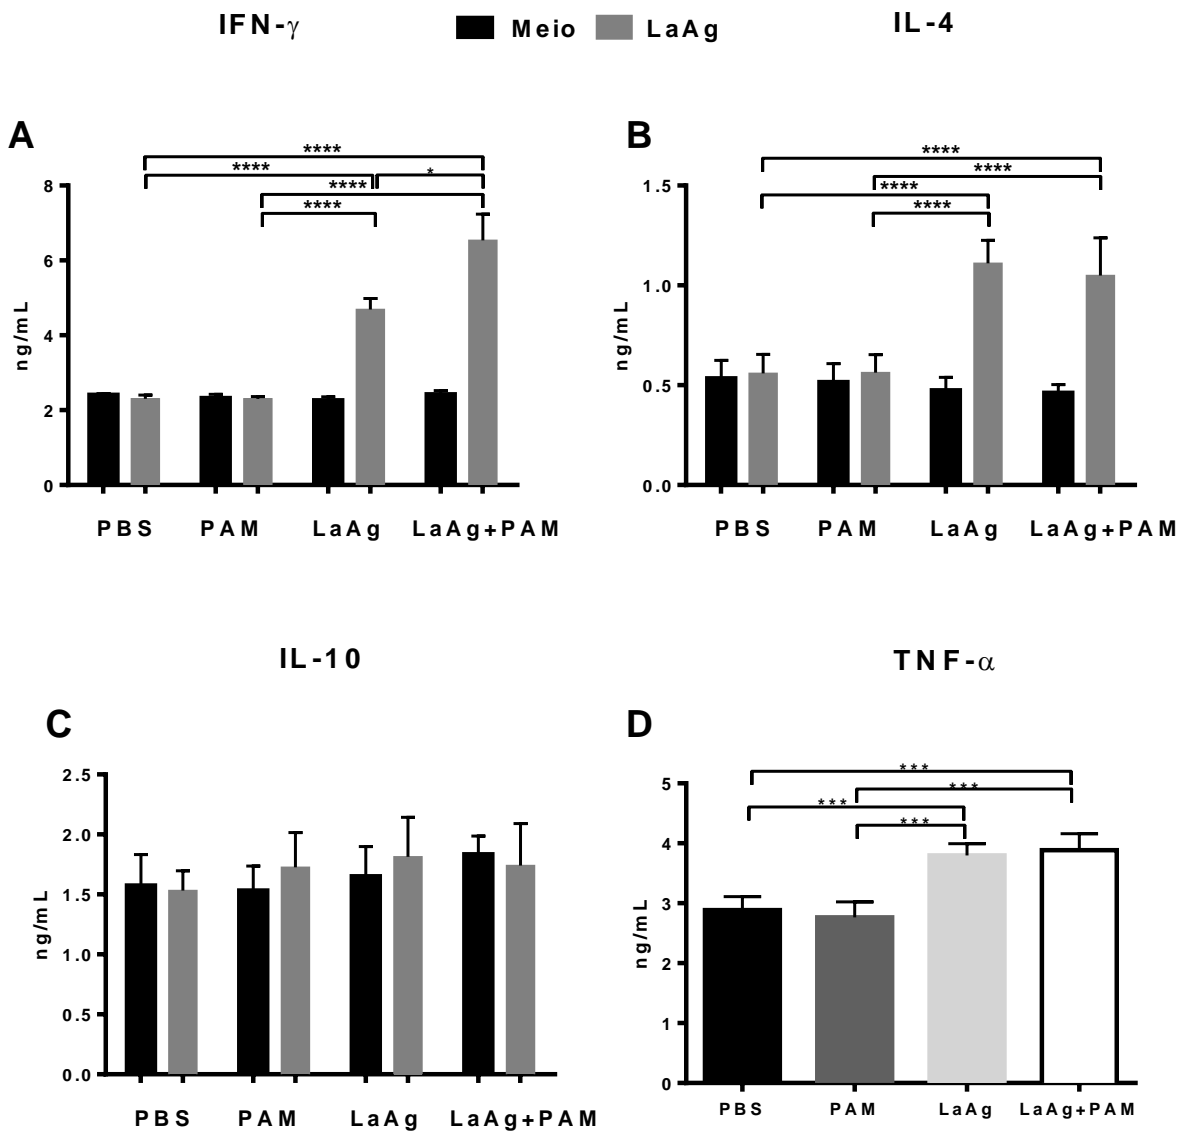 IFN-γ
Meio LaAg
IL-4
A
****
****
*
****
****
8
6
4
2
0
ng/mL
PBS PAM LaAg LaAg+PAM
B
****
****
****
****
1.5
1.0
0.5
0.0
ng/mL
PBS PAM LaAg LaAg+PAM
IL-10
C
2.5
2.0
1.5
1.0
0.5
0.0
ng/mL
PBS PAM LaAg LaAg+PAM
TNF-α
D
***
***
***
***
5
4
3
2
1
0
ng/mL
PBS PAM LaAg LaAg+PAM